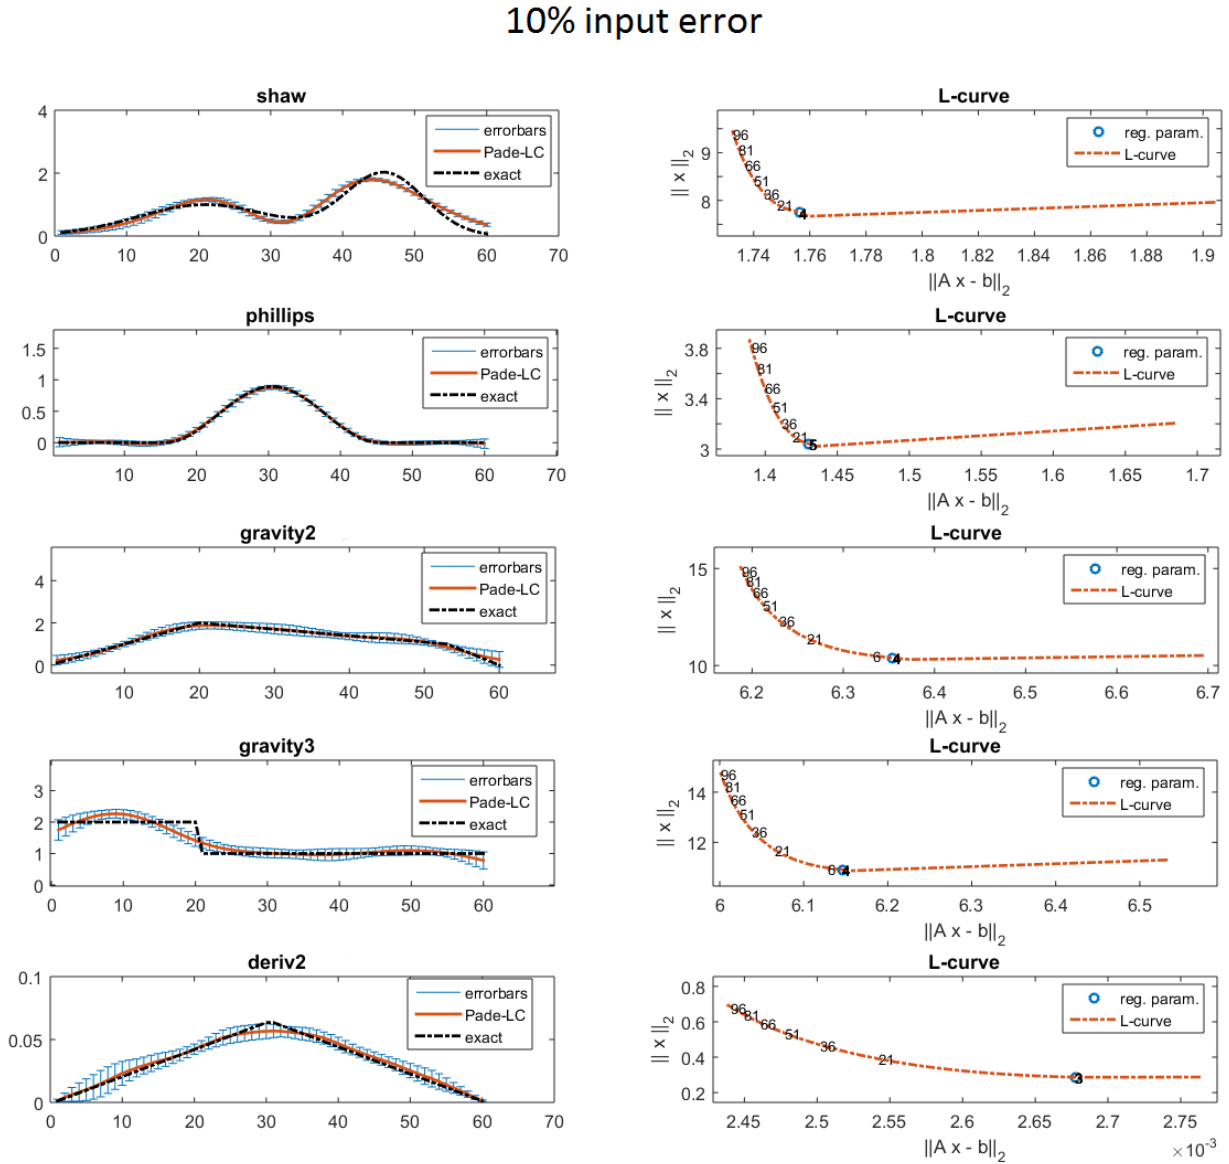 10% input error
shaw
4
2
0
0 10 20 30 40 50 60 70
errorbars
Pade-LC
exact
L-curve
|| x ||2
9
8
96
81
66
51
36
21
4
reg. param.
L-curve
1.74 1.76 1.78 1.8 1.82 1.84 1.86 1.88 1.9
||A x - b||2
phillips
1.5
1
0.5
0
10 20 30 40 50 60 70
errorbars
Pade-LC
exact
L-curve
|| x ||2
3.8
3.4
3
96
81
66
51
36
21
5
reg. param.
L-curve
1.4 1.45 1.5 1.55 1.6 1.65 1.7
||A x - b||2
gravity2
4
2
0
10 20 30 40 50 60
errorbars
Pade-LC
exact
L-curve
|| x ||2
15
10
96
81
66
51
36
21
6
4
reg. param.
L-curve
6.2 6.3 6.4 6.5 6.6 6.7
||A x - b||2
gravity3
3
2
1
0
0 10 20 30 40 50 60
errorbars
Pade-LC
exact
L-curve
|| x ||2
14
12
96
81
66
51
36
21
6
4
reg. param.
L-curve
6 6.1 6.2 6.3 6.4 6.5
||A x - b||2
deriv2
0.1
0.05
0
0 10 20 30 40 50 60
errorbars
Pade-LC
exact
L-curve
|| x ||2
0.8
0.6
0.4
0.2
96
81
66
51
36
21
3
reg. param.
L-curve
2.45 2.5 2.55 2.6 2.65 2.7 2.75
||A x - b||2
×10-3